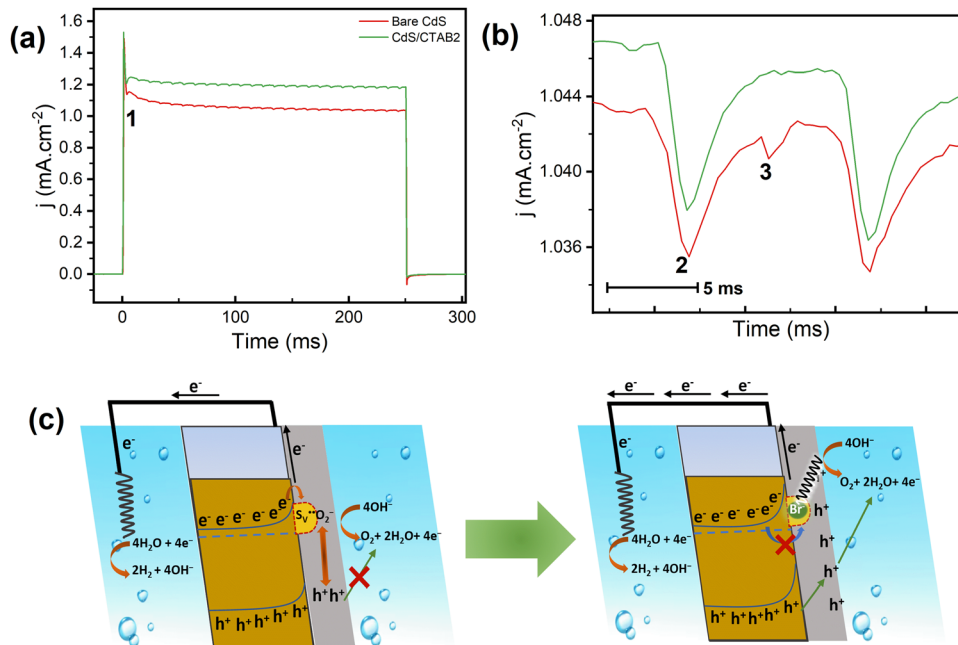 (a)
Bare CdS
CdS/CTAB2
1
j (mA.cm⁻²)
1.6
1.4
1.2
1.0
0.8
0.6
0.4
0.2
0.0
0
100
200
300
Time (ms)
(b)
j (mA.cm⁻²)
1.048
1.044
1.040
1.036
2
3
5 ms
Time (ms)
(c)
e⁻
e⁻
e⁻
e⁻ e⁻ e⁻ e⁻ e e⁻
Sᵥ••O₂⁻
4OH⁻
O₂+ 2H₂O+ 4e⁻
4H₂O + 4e⁻
2H₂ + 4OH⁻
h⁺h⁺
h⁺ h⁺ h⁺ h⁺ h⁺ h⁺
e⁻ e⁻ e⁻
e⁻
e⁻
4OH⁻
O₂+ 2H₂O+ 4e⁻
e⁻
e⁻ e⁻ e⁻ e⁻ e⁻
Br
h⁺
4H₂O + 4e⁻
2H₂ + 4OH⁻
h⁺
h⁺
h⁺ h⁺ h⁺ h⁺ h⁺ h⁺
h⁺